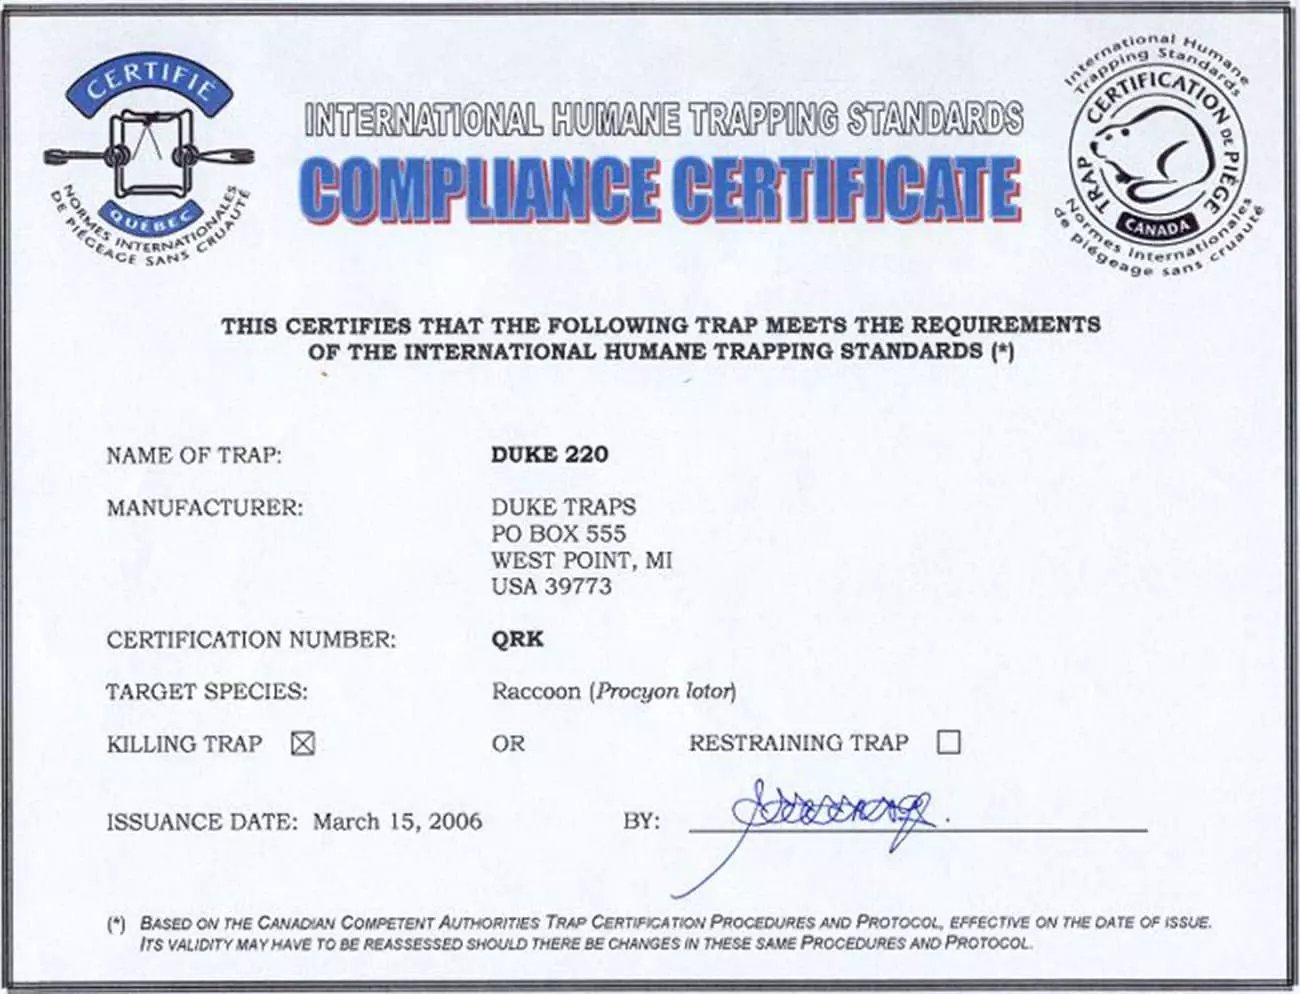 CERTIFIÉ
QUÉBEC
NORMES INTERNATIONALES
DE PIÉGEAGE SANS CRUAUTÉ
INTERNATIONAL HUMANE TRAPPING STANDARDS
COMPLIANCE CERTIFICATE
International Humane
Trapping Standards
TRAP CERTIFICATION DE PIÉGE
CANADA
Normes internationales
de piégeage sans cruauté
THIS CERTIFIES THAT THE FOLLOWING TRAP MEETS THE REQUIREMENTS
OF THE INTERNATIONAL HUMANE TRAPPING STANDARDS (*)
NAME OF TRAP: DUKE 220
MANUFACTURER: DUKE TRAPS
PO BOX 555
WEST POINT, MI
USA 39773
CERTIFICATION NUMBER: QRK
TARGET SPECIES: Raccoon (Procyon lotor)
KILLING TRAP ☒ OR RESTRAINING TRAP ☐
ISSUANCE DATE: March 15, 2006 BY:
(*) BASED ON THE CANADIAN COMPETENT AUTHORITIES TRAP CERTIFICATION PROCEDURES AND PROTOCOL, EFFECTIVE ON THE DATE OF ISSUE.
ITS VALIDITY MAY HAVE TO BE REASSESSED SHOULD THERE BE CHANGES IN THESE SAME PROCEDURES AND PROTOCOL.